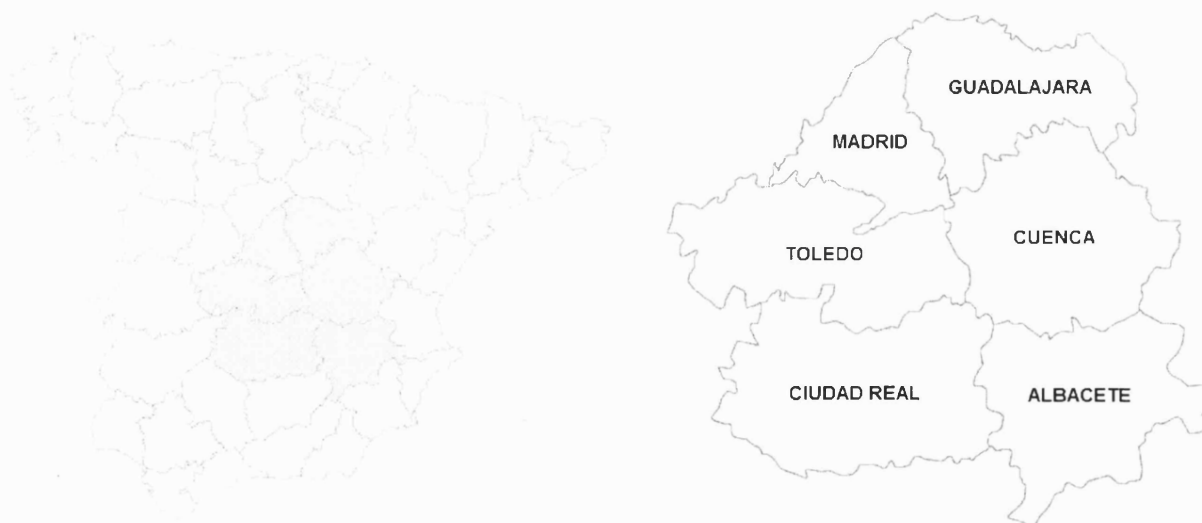 GUADALAJARA
MADRID
CUENCA
TOLEDO
CIUDAD REAL
ALBACETE